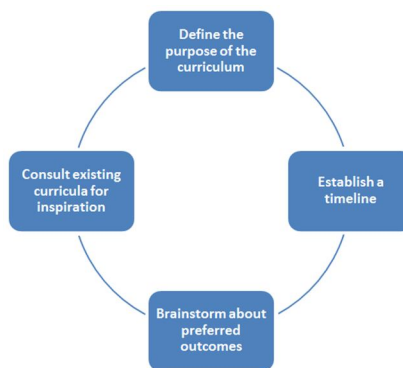 Define the
purpose of the
curriculum
Establish a
timeline
Brainstorm about
preferred
outcomes
Consult existing
curricula for
inspiration